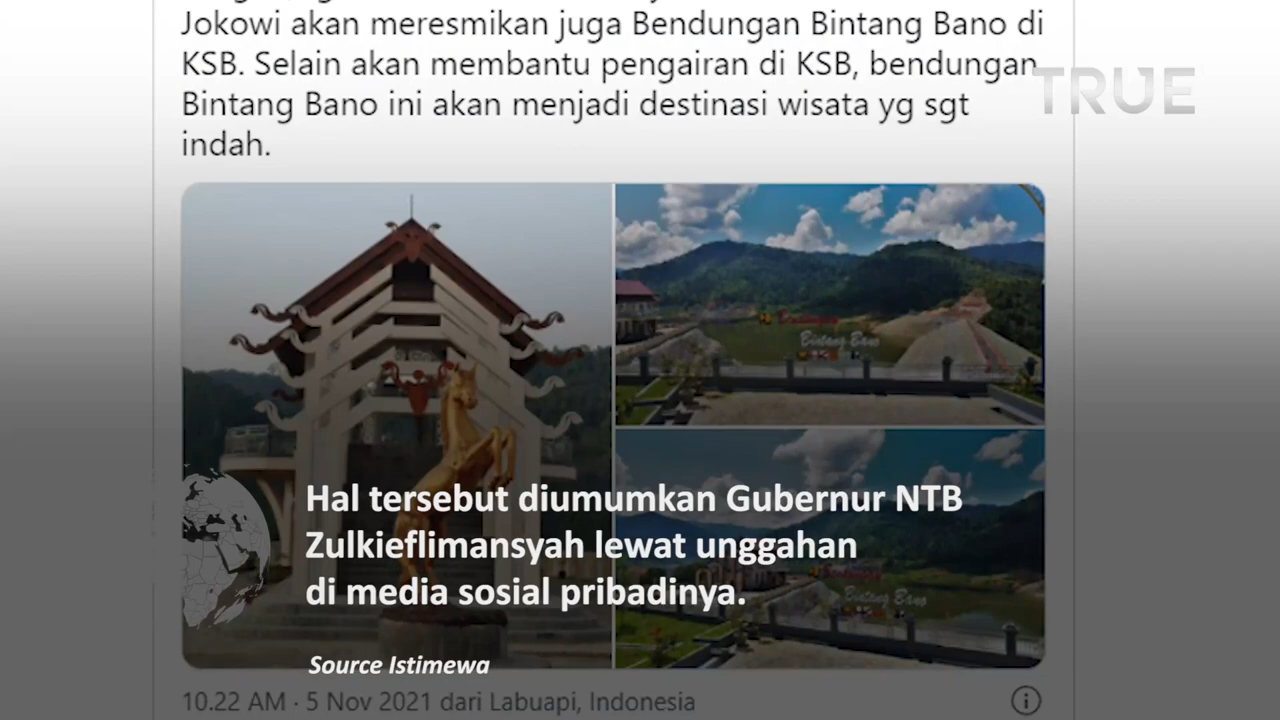 Jokowi akan meresmikan juga Bendungan Bintang Bano di
KSB. Selain akan membantu pengairan di KSB, bendungan
TRUE
Bintang Bano ini akan menjadi destinasi wisata yg sgt
indah.
Bintang Bano
Hal tersebut diumumkan Gubernur NTB
Zulkieflimansyah lewat unggahan
di media sosial pribadinya.
Bintang Bano
Source Istimewa
10.22 AM · 5 Nov 2021 dari Labuapi, Indonesia